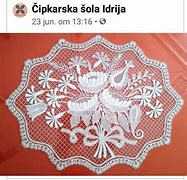 Čipkarska šola Idrija
23 jun. om 13:16 •